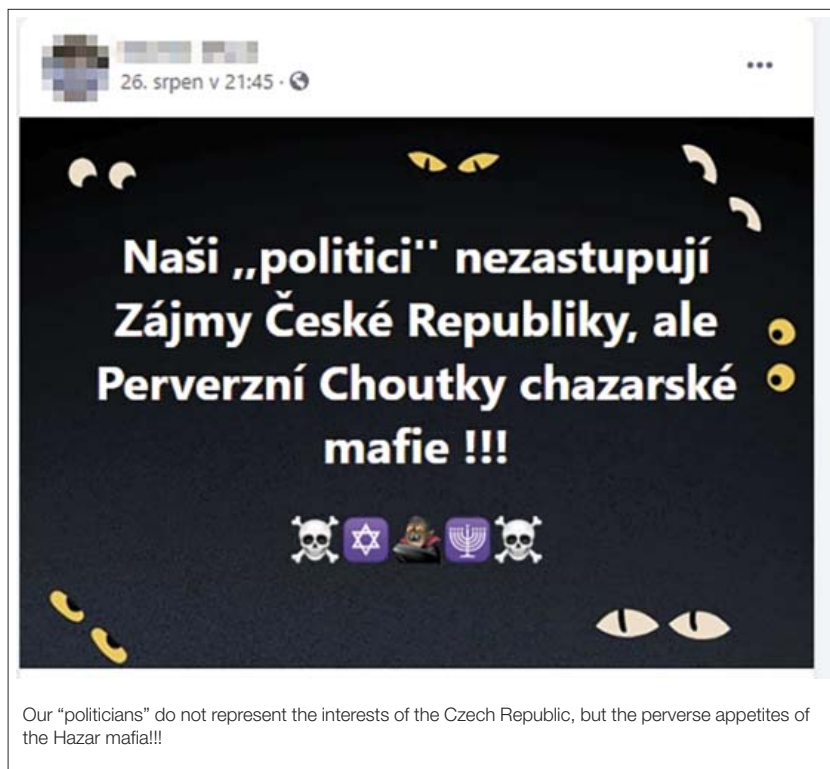 26. srpen v 21:45 ·
Naši ,,politici'' nezastupují
Zájmy České Republiky, ale
Perverzní Choutky chazarské
mafie !!!
Our “politicians” do not represent the interests of the Czech Republic, but the perverse appetites of
the Hazar mafia!!!